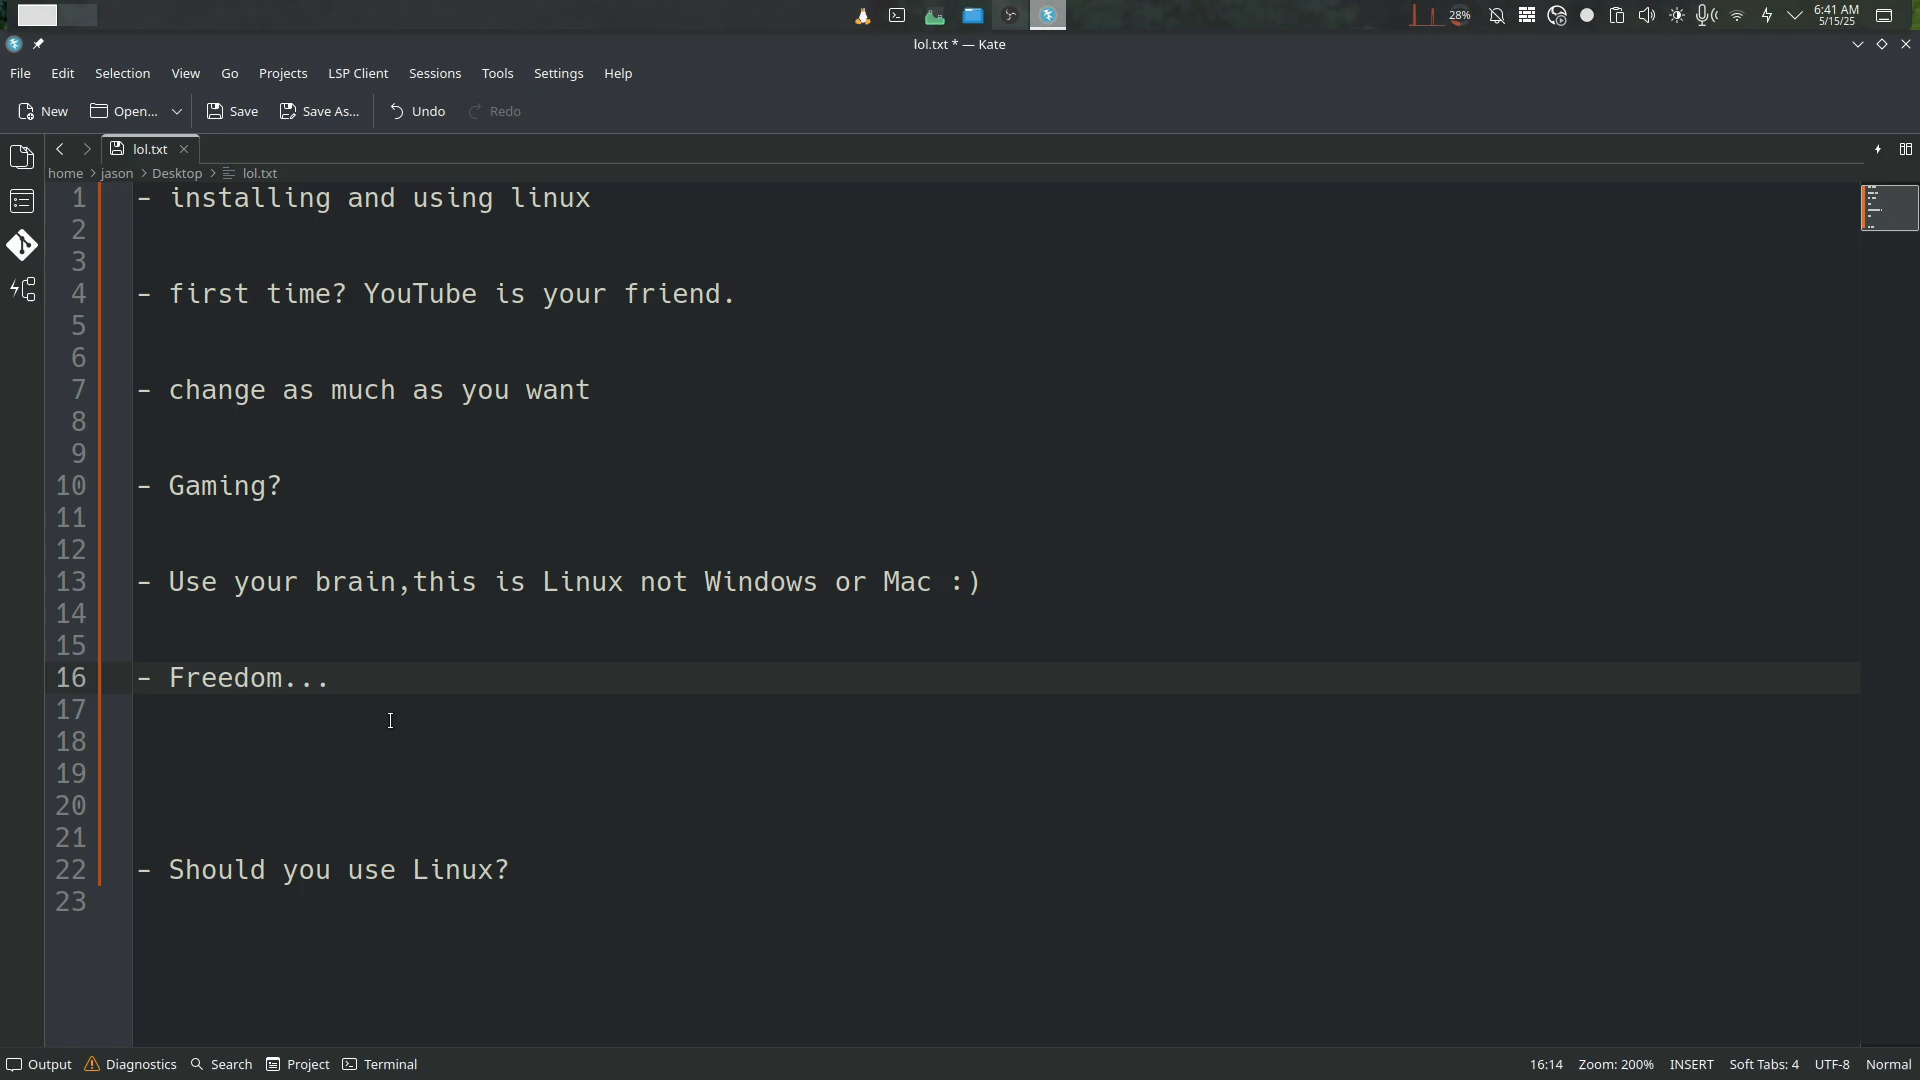 28%
6:41 AM
5/15/25
lol.txt * — Kate
File Edit Selection View Go Projects LSP Client Sessions Tools Settings Help
New Open... Save Save As... Undo Redo
lol.txt
home > jason > Desktop > lol.txt
1 - installing and using linux
2
3
4 - first time? YouTube is your friend.
5
6
7 - change as much as you want
8
9
10 - Gaming?
11
12
13 - Use your brain,this is Linux not Windows or Mac :)
14
15
16 - Freedom...
17
18
19
20
21
22 - Should you use Linux?
23
Output Diagnostics Search Project Terminal 16:14 Zoom: 200% INSERT Soft Tabs: 4 UTF-8 Normal